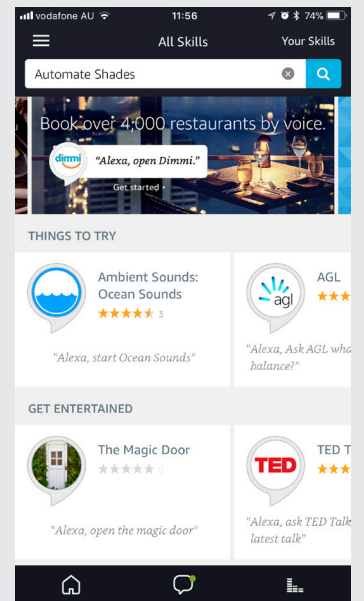 vodafone AU 11:56 74%
All Skills Your Skills
Automate Shades
Book over 4,000 restaurants by voice.
dimmi "Alexa, open Dimmi."
Get started
THINGS TO TRY
Ambient Sounds:
Ocean Sounds
3
"Alexa, start Ocean Sounds"
agl
AGL
"Alexa, Ask AGL wha
balance?"
GET ENTERTAINED
The Magic Door
0
"Alexa, open the magic door"
TED
TED T
"Alexa, ask TED Talk
latest talk"